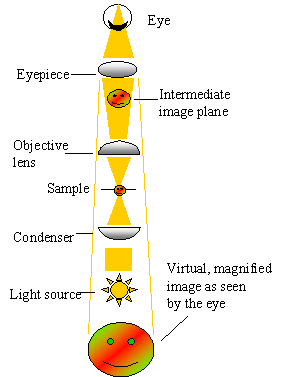 Eye
Eyepiece
Intermediate
image plane
Objective
lens
Sample
Condenser
Light source
Virtual, magnified
image as seen
by the eye